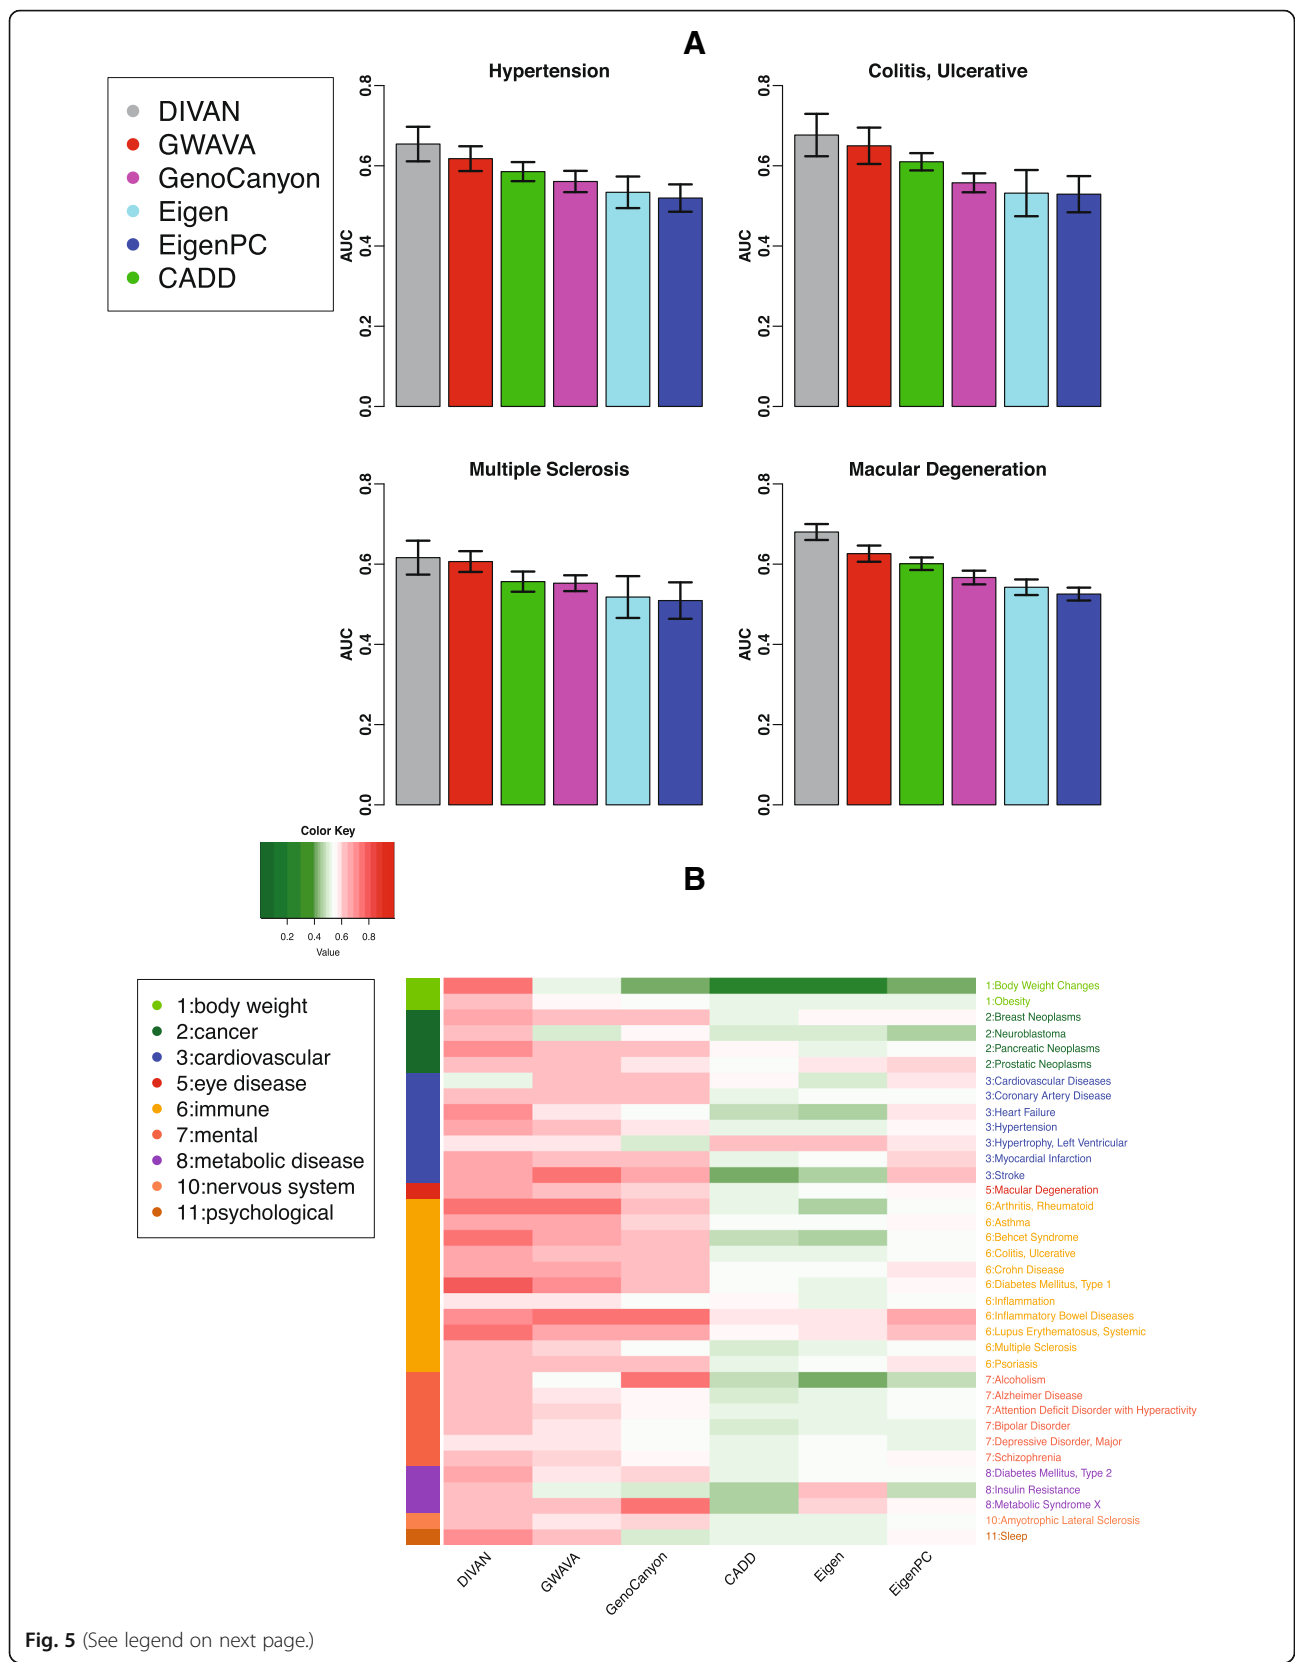 A
DIVAN
GWAVA
GenoCanyon
Eigen
EigenPC
CADD
Hypertension
AUC
0.0 0.2 0.4 0.6 0.8
Colitis, Ulcerative
AUC
0.0 0.2 0.4 0.6 0.8
Multiple Sclerosis
AUC
0.0 0.2 0.4 0.6 0.8
Macular Degeneration
AUC
0.0 0.2 0.4 0.6 0.8
Color Key
0.2 0.4 0.6 0.8
Value
B
1:body weight
2:cancer
3:cardiovascular
5:eye disease
6:immune
7:mental
8:metabolic disease
10:nervous system
11:psychological
1:Body Weight Changes
1:Obesity
2:Breast Neoplasms
2:Neuroblastoma
2:Pancreatic Neoplasms
2:Prostatic Neoplasms
3:Cardiovascular Diseases
3:Coronary Artery Disease
3:Heart Failure
3:Hypertension
3:Hypertrophy, Left Ventricular
3:Myocardial Infarction
3:Stroke
5:Macular Degeneration
6:Arthritis, Rheumatoid
6:Asthma
6:Behcet Syndrome
6:Colitis, Ulcerative
6:Crohn Disease
6:Diabetes Mellitus, Type 1
6:Inflammation
6:Inflammatory Bowel Diseases
6:Lupus Erythematosus, Systemic
6:Multiple Sclerosis
6:Psoriasis
7:Alcoholism
7:Alzheimer Disease
7:Attention Deficit Disorder with Hyperactivity
7:Bipolar Disorder
7:Depressive Disorder, Major
7:Schizophrenia
8:Diabetes Mellitus, Type 2
8:Insulin Resistance
8:Metabolic Syndrome X
10:Amyotrophic Lateral Sclerosis
11:Sleep
DIVAN GWAVA GenoCanyon CADD Eigen EigenPC
Fig. 5 (See legend on next page.)